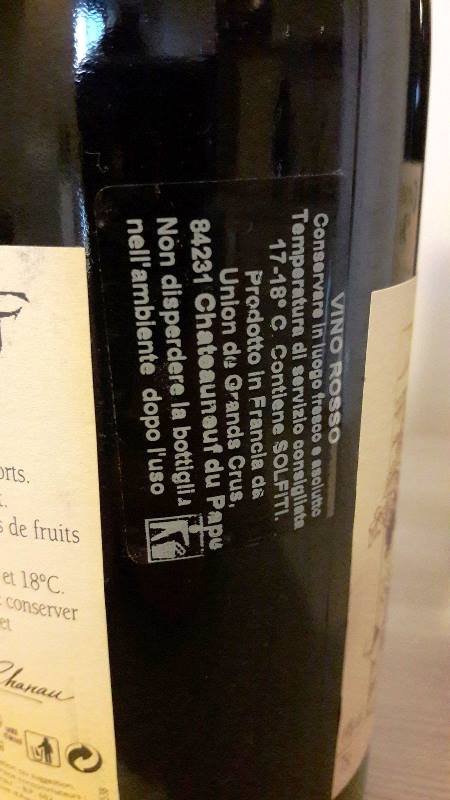 VINO ROSSO
Conservare in luogo fresco e asciutto
Temperatura di servizio consigliata
17-18° C. Contiene SOLFITI.
Prodotto in Francia da
Union de Grands Crus,
84231 Chateauneuf du Pape
Non disperdere la bottiglia
nell'ambiente dopo l'uso
orts.
de fruits
et 18°C.
conserver
et